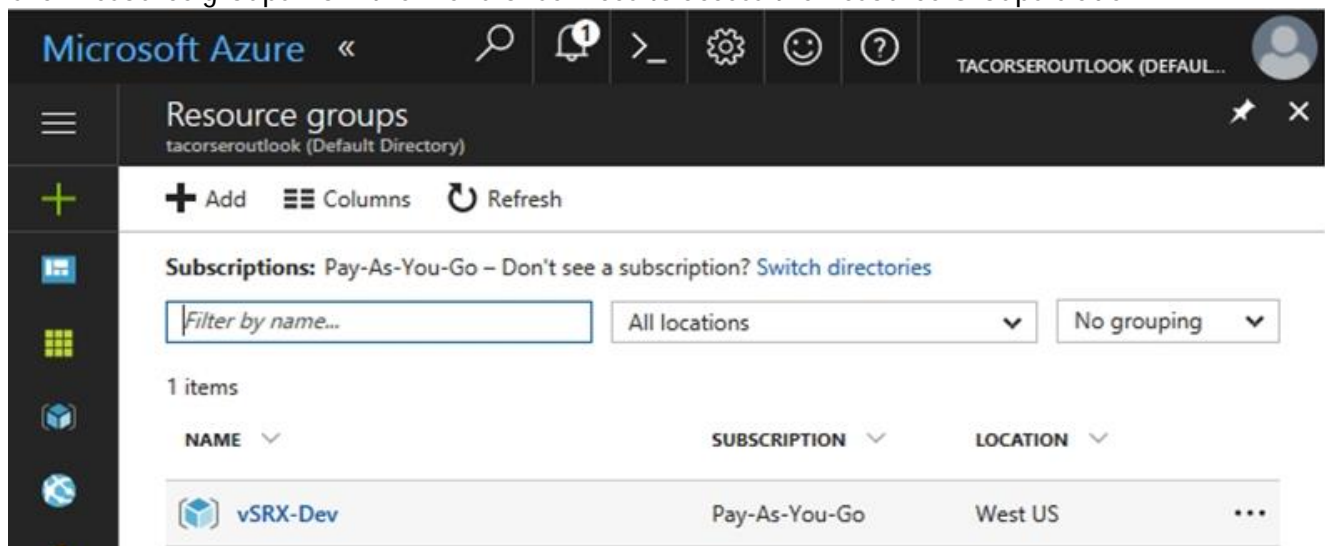 Microsoft Azure « 1 >_ ? TACORSEROUTLOOK (DEFAUL...
Resource groups
tacorseroutlook (Default Directory)
Add Columns Refresh
Subscriptions: Pay-As-You-Go – Don't see a subscription? Switch directories
Filter by name... All locations No grouping
1 items
NAME SUBSCRIPTION LOCATION
vSRX-Dev Pay-As-You-Go West US ...